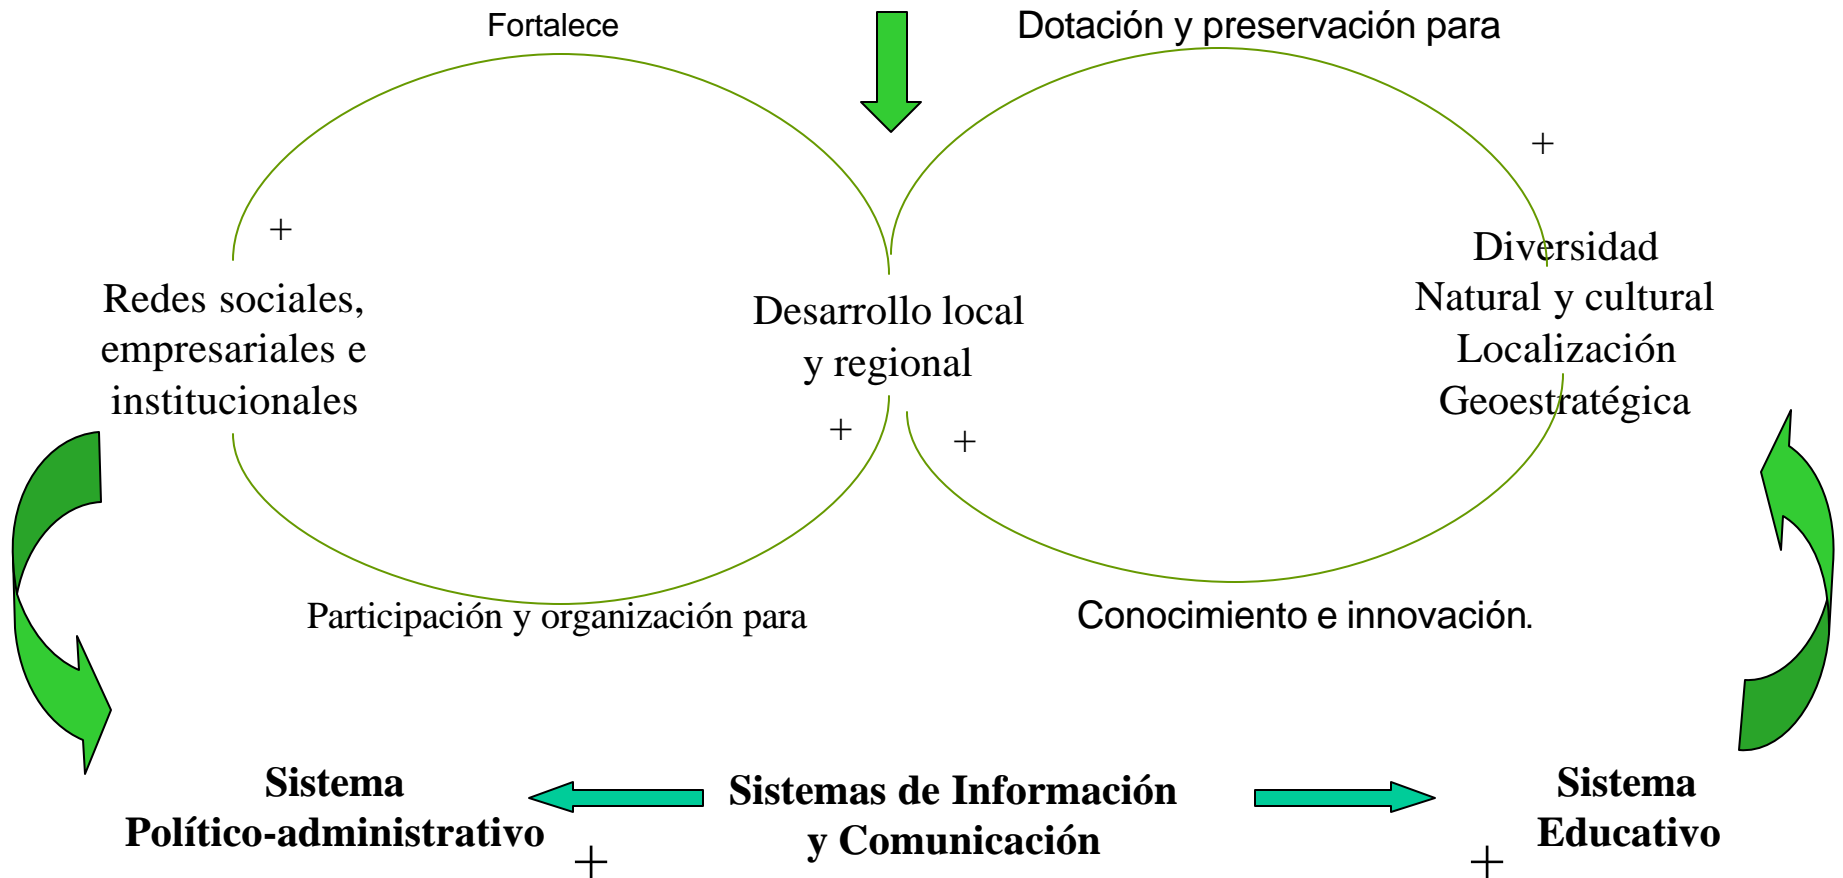 Fortalece
Dotación y preservación para
+
+
Redes sociales,
empresariales e
institucionales
Desarrollo local
y regional
Diversidad
Natural y cultural
Localización
Geoestratégica
+
+
Participación y organización para
Conocimiento e innovación.
Sistema
Político-administrativo
+
Sistemas de Información
y Comunicación
Sistema
Educativo
+